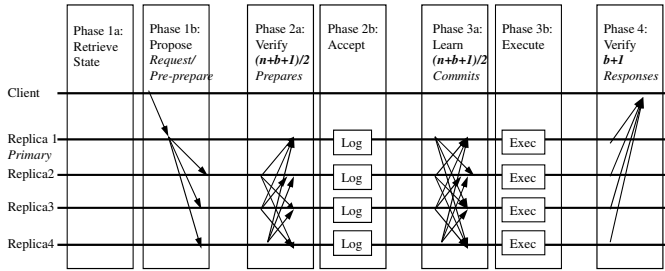 Phase 1a:
Retrieve
State
Phase 1b:
Propose
Request/
Pre-prepare
Phase 2a:
Verify
(n+b+1)/2
Prepares
Phase 2b:
Accept
Phase 3a:
Learn
(n+b+1)/2
Commits
Phase 3b:
Execute
Phase 4:
Verify
b+1
Responses
Client
Replica 1
Primary
Log
Exec
Replica2
Log
Exec
Replica3
Log
Exec
Replica4
Log
Exec